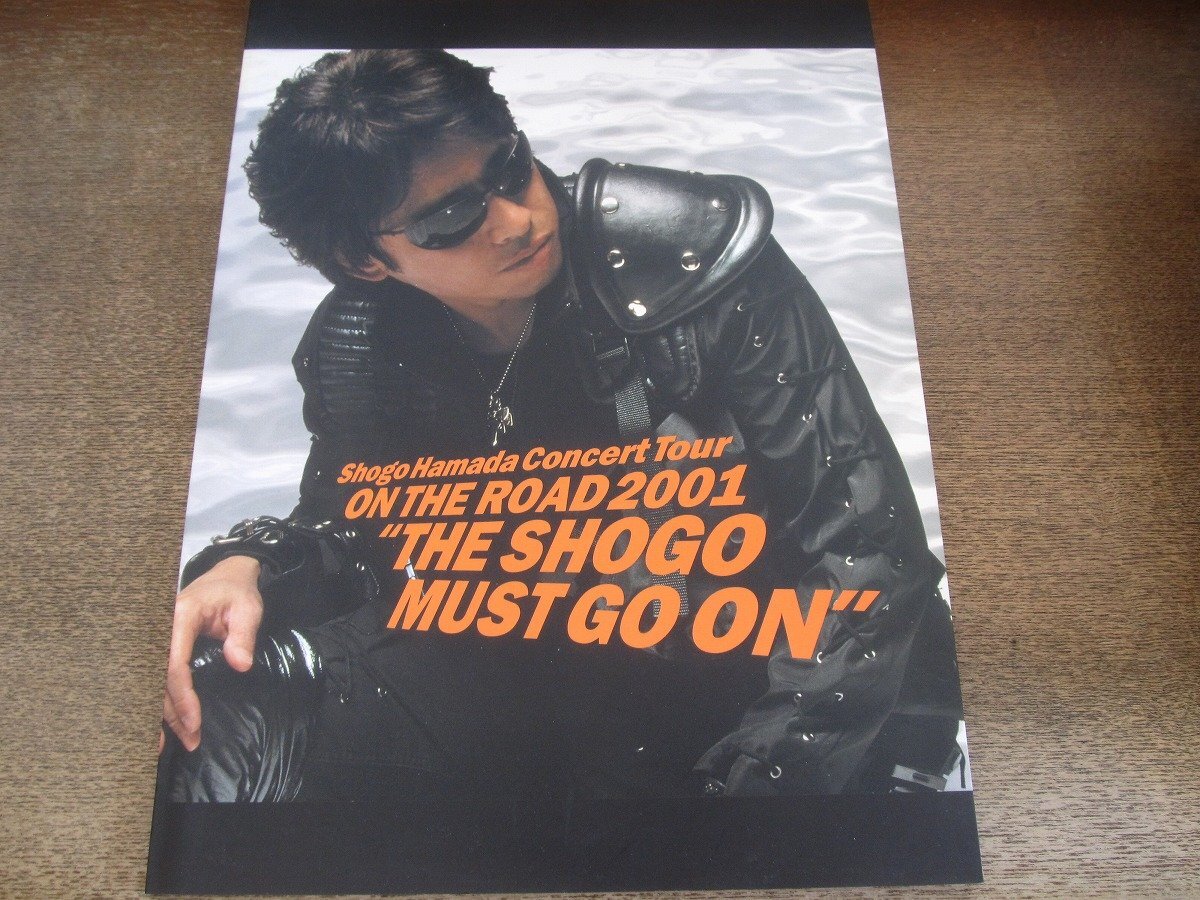 Shogo Hamada Concert Tour
ON THE ROAD 2001
“THE SHOGO
MUST GO ON”